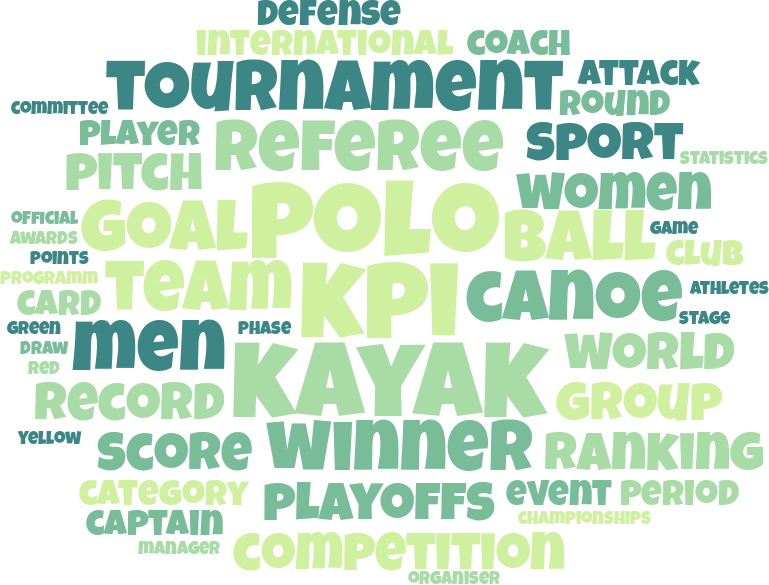 Defense
International Coach
Tournament Attack
Committee Round
Player Referee Sport
Pitch Statistics
Women
Official Goal Polo Ball Game
Awards Club
Points
Programm Team KPI Canoe Athletes
Card Stage
Green Men Phase
Draw Kayak World
Red
Record Group
Yellow Score Winner Ranking
Category Playoffs Event Period
Captain Championships
Manager Competition
Organiser